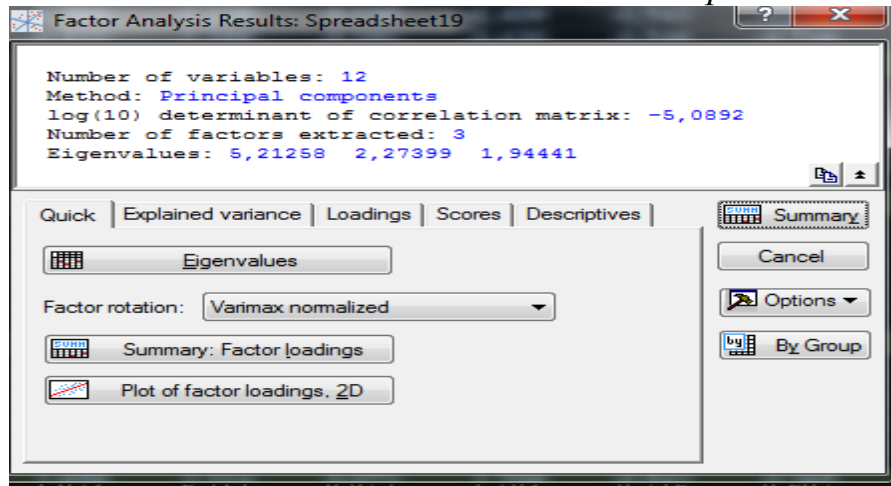 Factor Analysis Results: Spreadsheet19
? X
Number of variables: 12
Method: Principal components
log(10) determinant of correlation matrix: -5,0892
Number of factors extracted: 3
Eigenvalues: 5,21258 2,27399 1,94441
Quick Explained variance Loadings Scores Descriptives
Summary
Eigenvalues
Cancel
Factor rotation: Varimax normalized
Options
Summary: Factor loadings
By Group
Plot of factor loadings, 2D